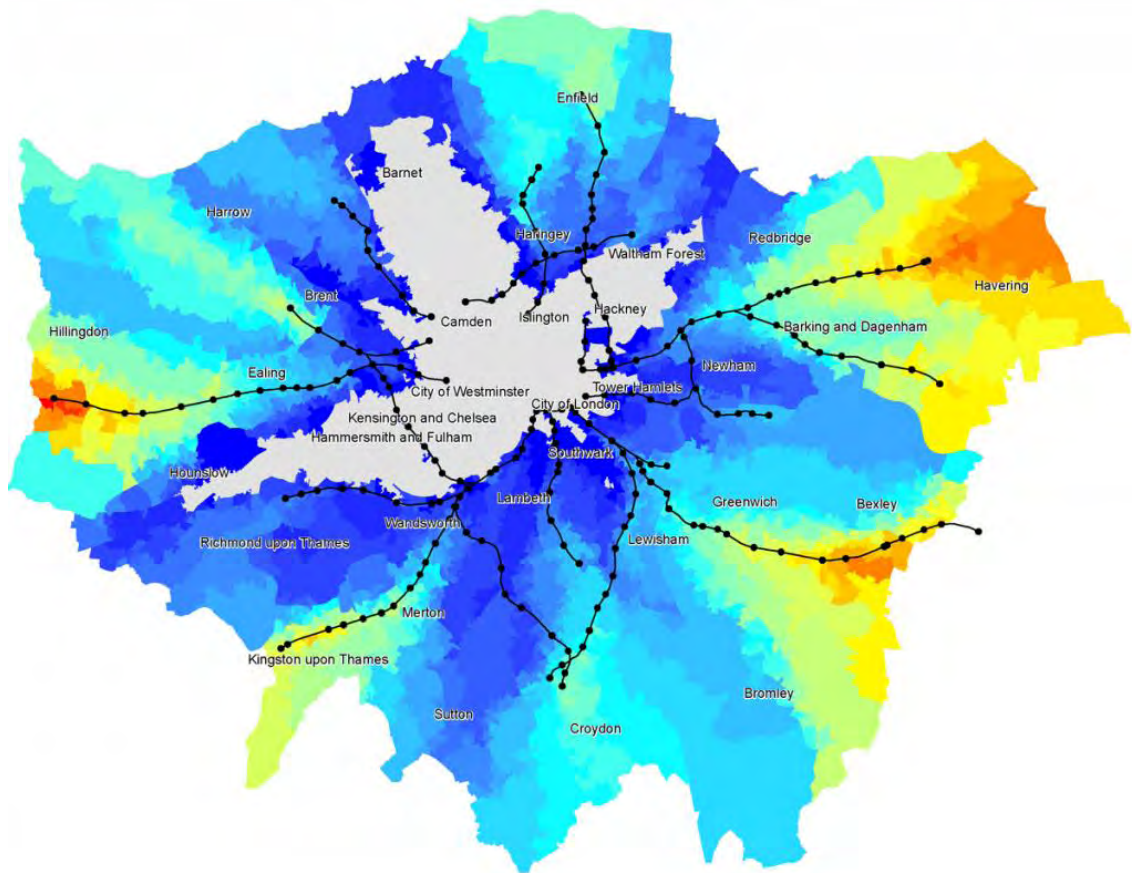 Enfield
Barnet
Harrow
Haringey
Redbridge
Waltham Forest
Havering
Brent
Camden
Islington
Hackney
Hillingdon
Barking and Dagenham
Ealing
Newham
City of Westminster
Tower Hamlets
City of London
Kensington and Chelsea
Hammersmith and Fulham
Southwark
Hounslow
Lambeth
Greenwich
Bexley
Wandsworth
Richmond upon Thames
Lewisham
Merton
Kingston upon Thames
Bromley
Sutton
Croydon